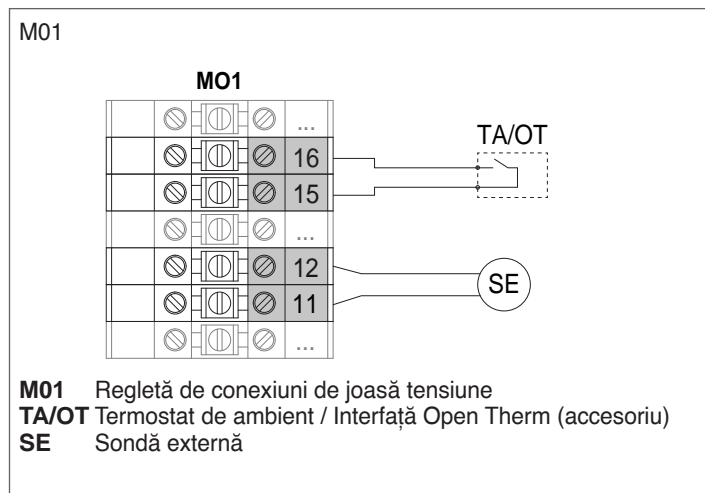 M01
MO1
...
16
TA/OT
15
...
12
SE
11
...
M01 Regletă de conexiuni de joasă tensiune
TA/OT Termostat de ambient / Interfață Open Therm (accesoriu)
SE Sondă externă